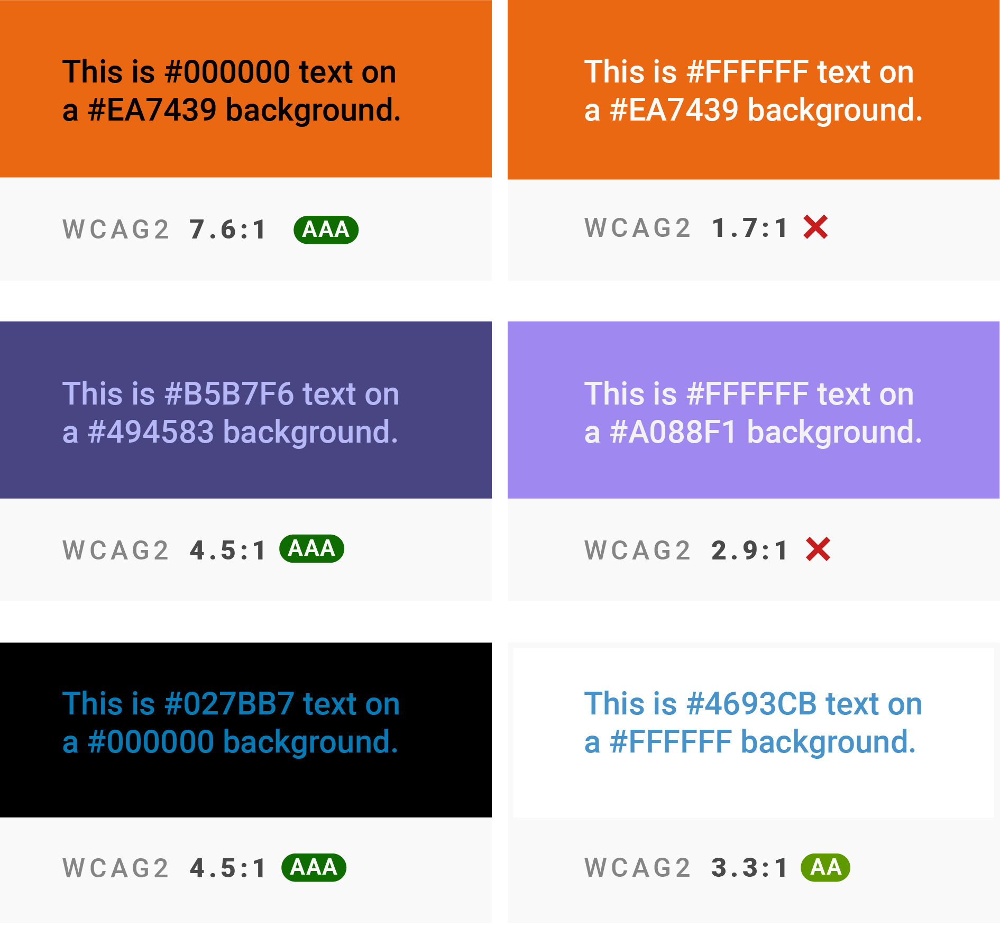 This is #000000 text on
a #EA7439 background.
WCAG2 7.6:1 AAA
This is #FFFFFF text on
a #EA7439 background.
WCAG2 1.7:1
This is #B5B7F6 text on
a #494583 background.
WCAG2 4.5:1 AAA
This is #FFFFFF text on
a #A088F1 background.
WCAG2 2.9:1
This is #027BB7 text on
a #000000 background.
WCAG2 4.5:1 AAA
This is #4693CB text on
a #FFFFFF background.
WCAG2 3.3:1 AA